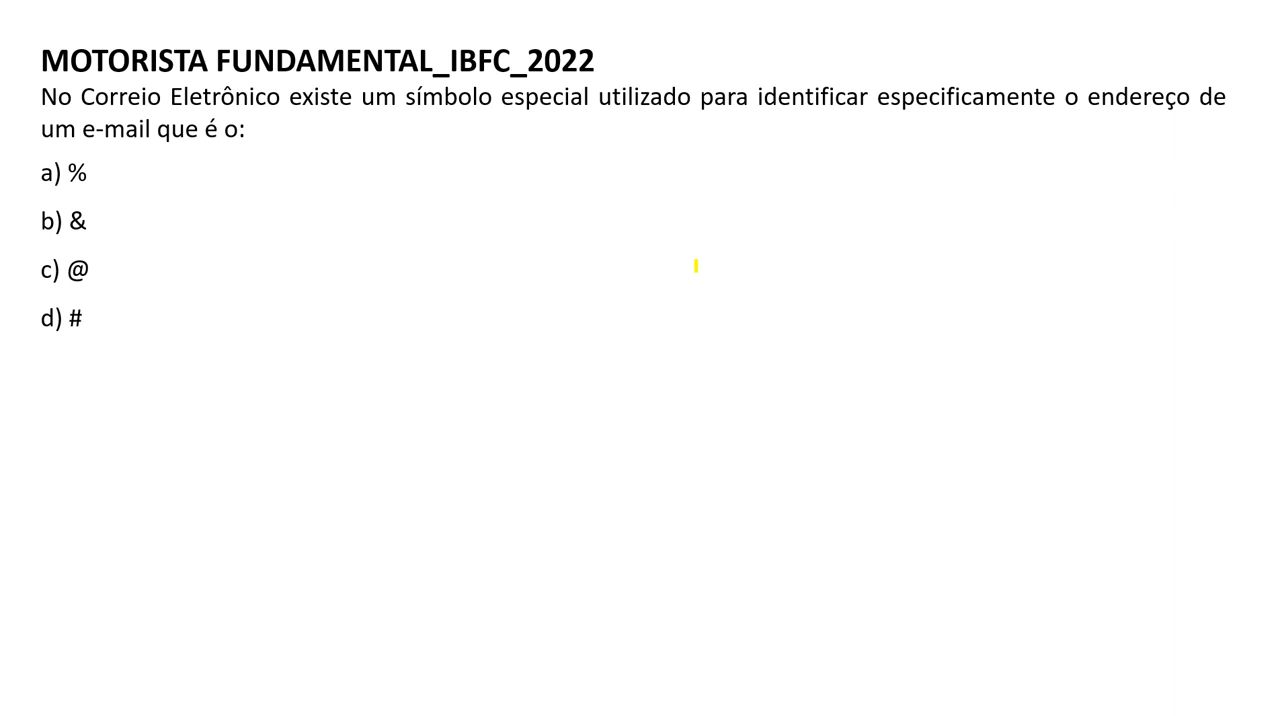 MOTORISTA FUNDAMENTAL_IBFC_2022
No Correio Eletrônico existe um símbolo especial utilizado para identificar especificamente o endereço de
um e-mail que é o:
a) %
b) &
c) @
d) #